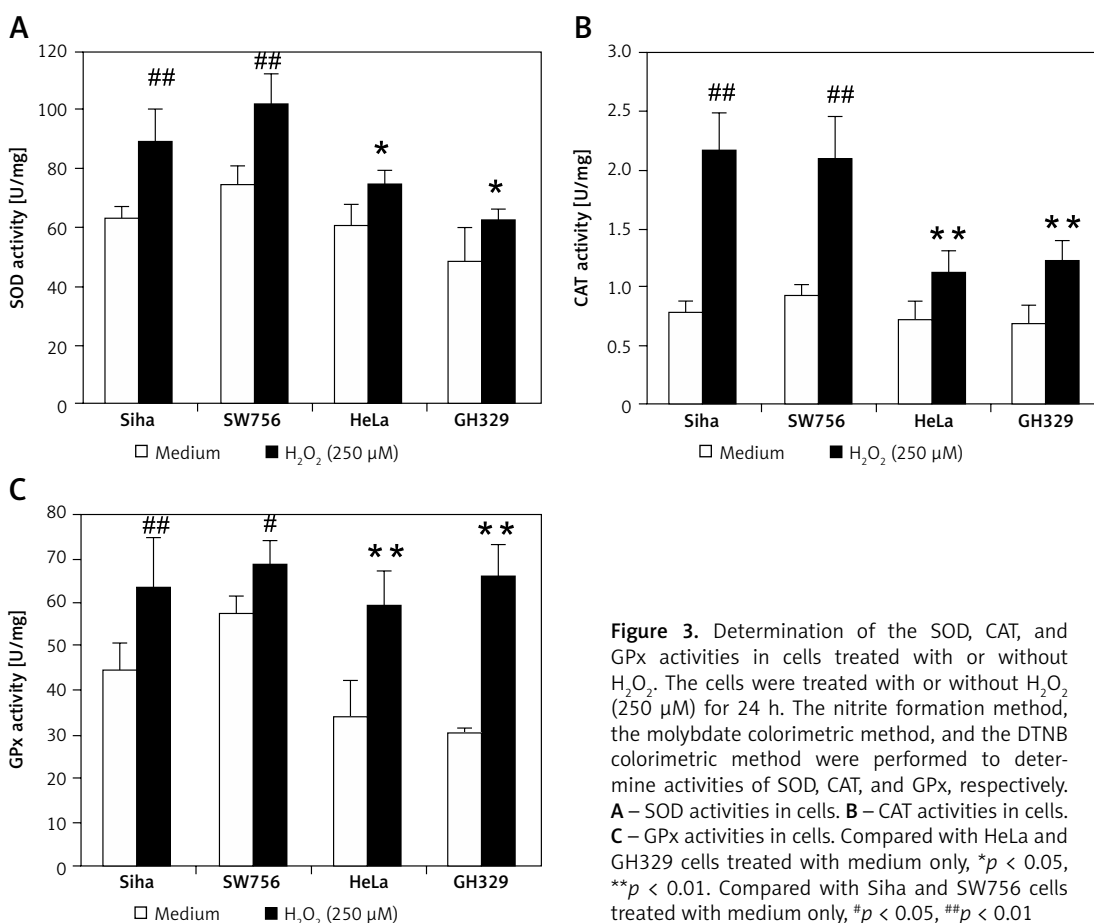 A
SOD activity [U/mg]
120
100
80
60
40
20
0
##
##
*
*
Siha SW756 HeLa GH329
Medium H₂O₂ (250 μM)
B
CAT activity [U/mg]
3.0
2.5
2.0
1.5
1.0
0.5
0
##
##
**
**
Siha SW756 HeLa GH329
Medium H₂O₂ (250 μM)
C
GPx activity [U/mg]
80
70
60
50
40
30
20
10
0
##
#
**
**
Siha SW756 HeLa GH329
Medium H₂O₂ (250 μM)
Figure 3. Determination of the SOD, CAT, and
GPx activities in cells treated with or without
H₂O₂. The cells were treated with or without H₂O₂
(250 μM) for 24 h. The nitrite formation method,
the molybdate colorimetric method, and the DTNB
colorimetric method were performed to deter-
mine activities of SOD, CAT, and GPx, respectively.
A – SOD activities in cells. B – CAT activities in cells.
C – GPx activities in cells. Compared with HeLa and
GH329 cells treated with medium only, *p < 0.05,
**p < 0.01. Compared with Siha and SW756 cells
treated with medium only, #p < 0.05, ##p < 0.01